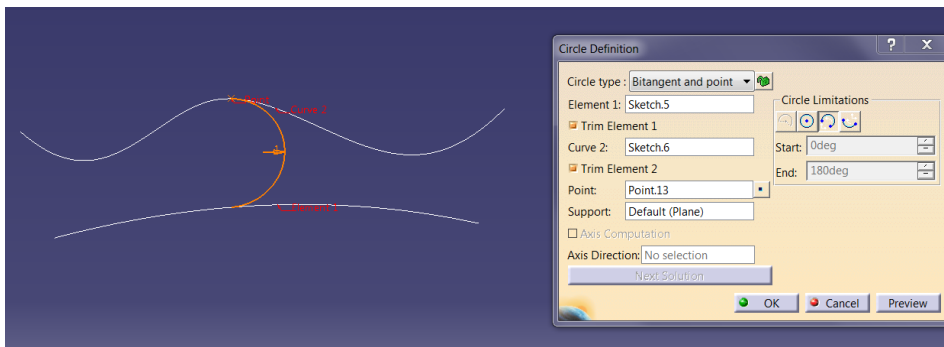 Circle Definition
? X
Circle type : Bitangent and point
Element 1: Sketch.5
Trim Element 1
Curve 2: Sketch.6
Trim Element 2
Point: Point.13
Support: Default (Plane)
Axis Computation
Axis Direction: No selection
Next Solution
Circle Limitations
Start: 0deg
End: 180deg
OK Cancel Preview
Curve 2